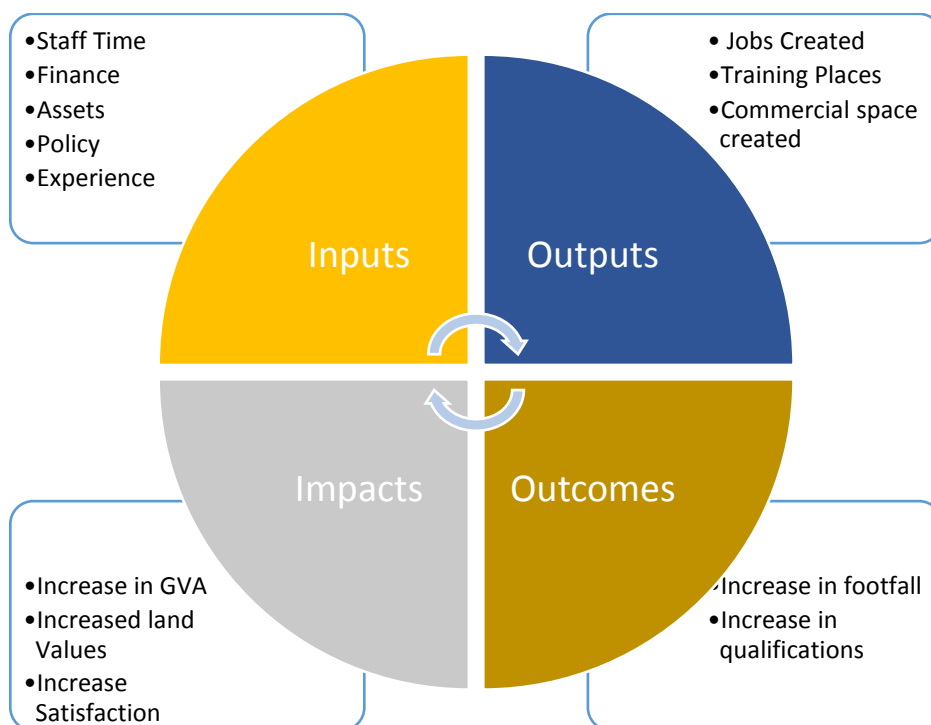 •Staff Time
•Finance
•Assets
•Policy
•Experience
• Jobs Created
•Training Places
•Commercial space
created
Inputs
Outputs
Impacts
Outcomes
•Increase in GVA
•Increased land
Values
•Increase
Satisfaction
•Increase in footfall
•Increase in
qualifications